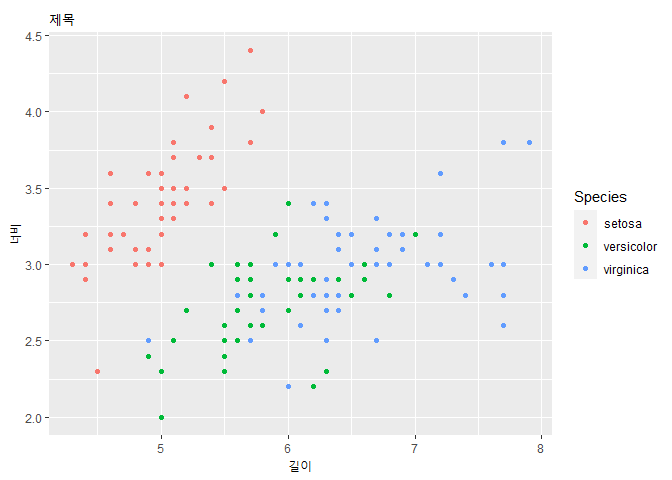 제목
4.5
4.0
3.5
3.0
2.5
2.0
너비
5
6
7
8
길이
Species
setosa
versicolor
virginica